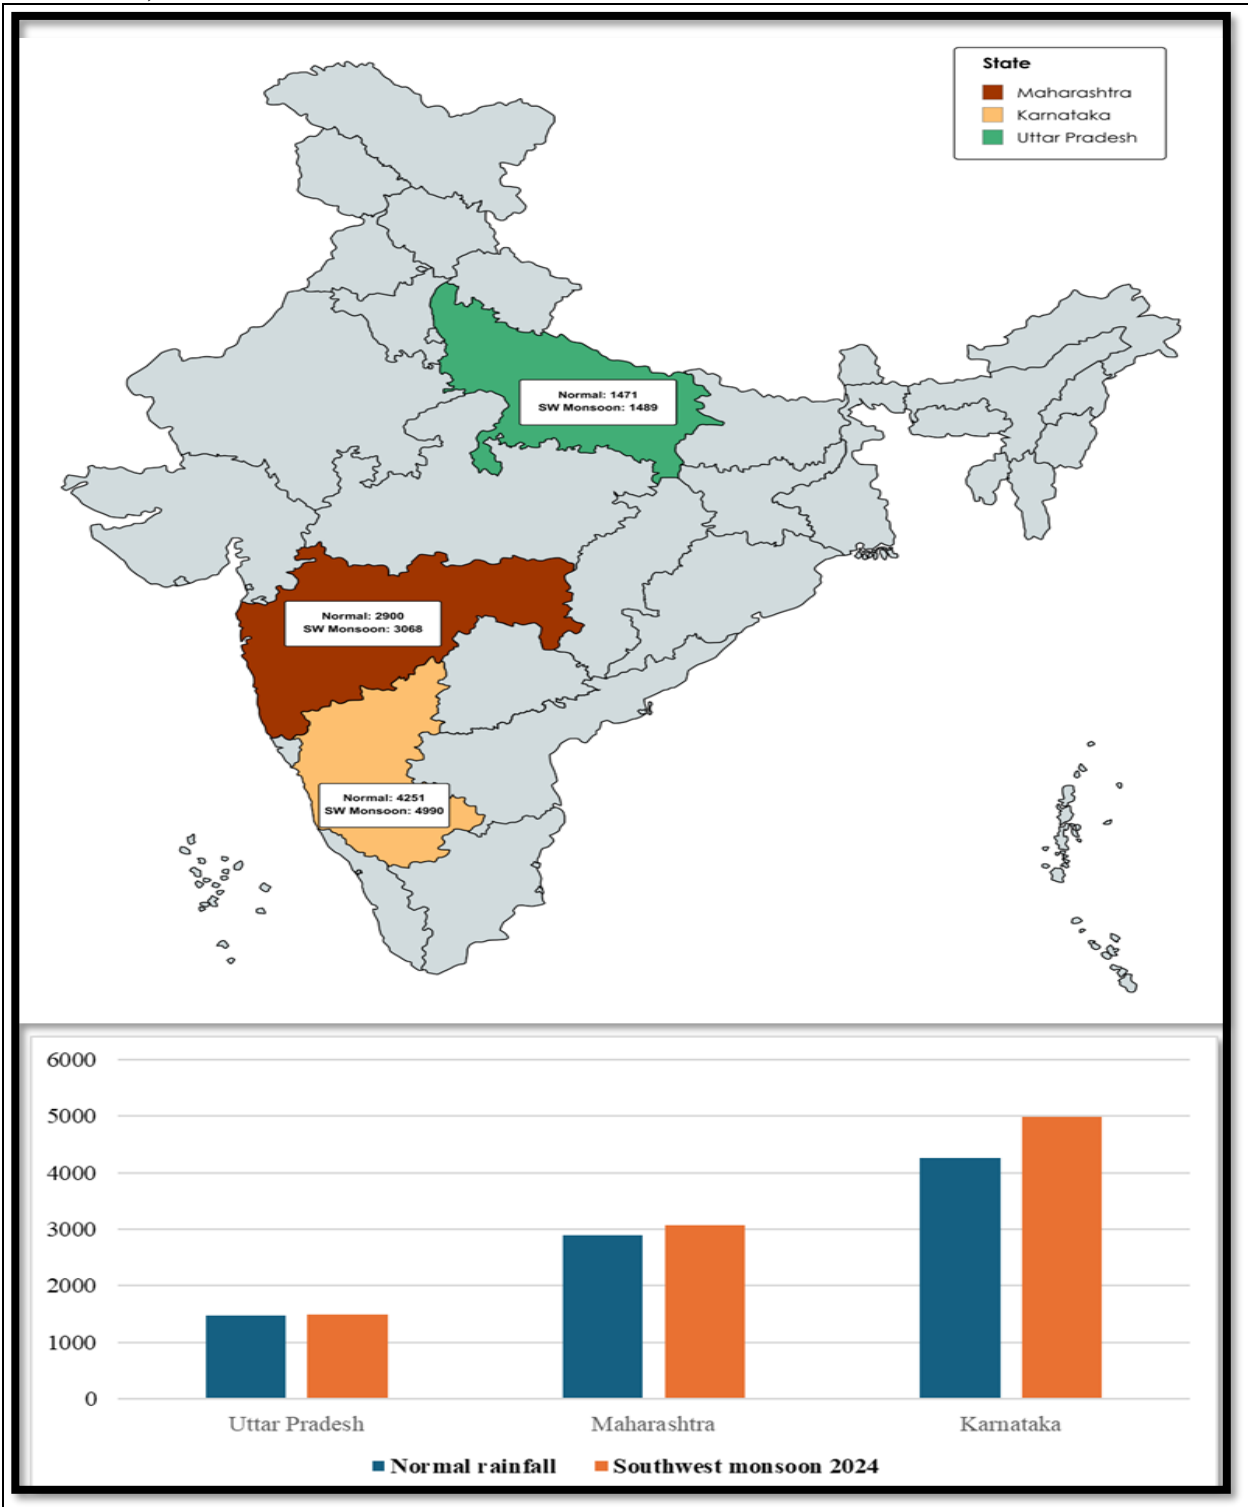 State
Maharashtra
Karnataka
Uttar Pradesh
Normal: 1471
SW Monsoon: 1489
Normal: 2900
SW Monsoon: 3068
Normal: 4251
SW Monsoon: 4990
6000
5000
4000
3000
2000
1000
0
Uttar Pradesh Maharashtra Karnataka
Normal rainfall Southwest monsoon 2024